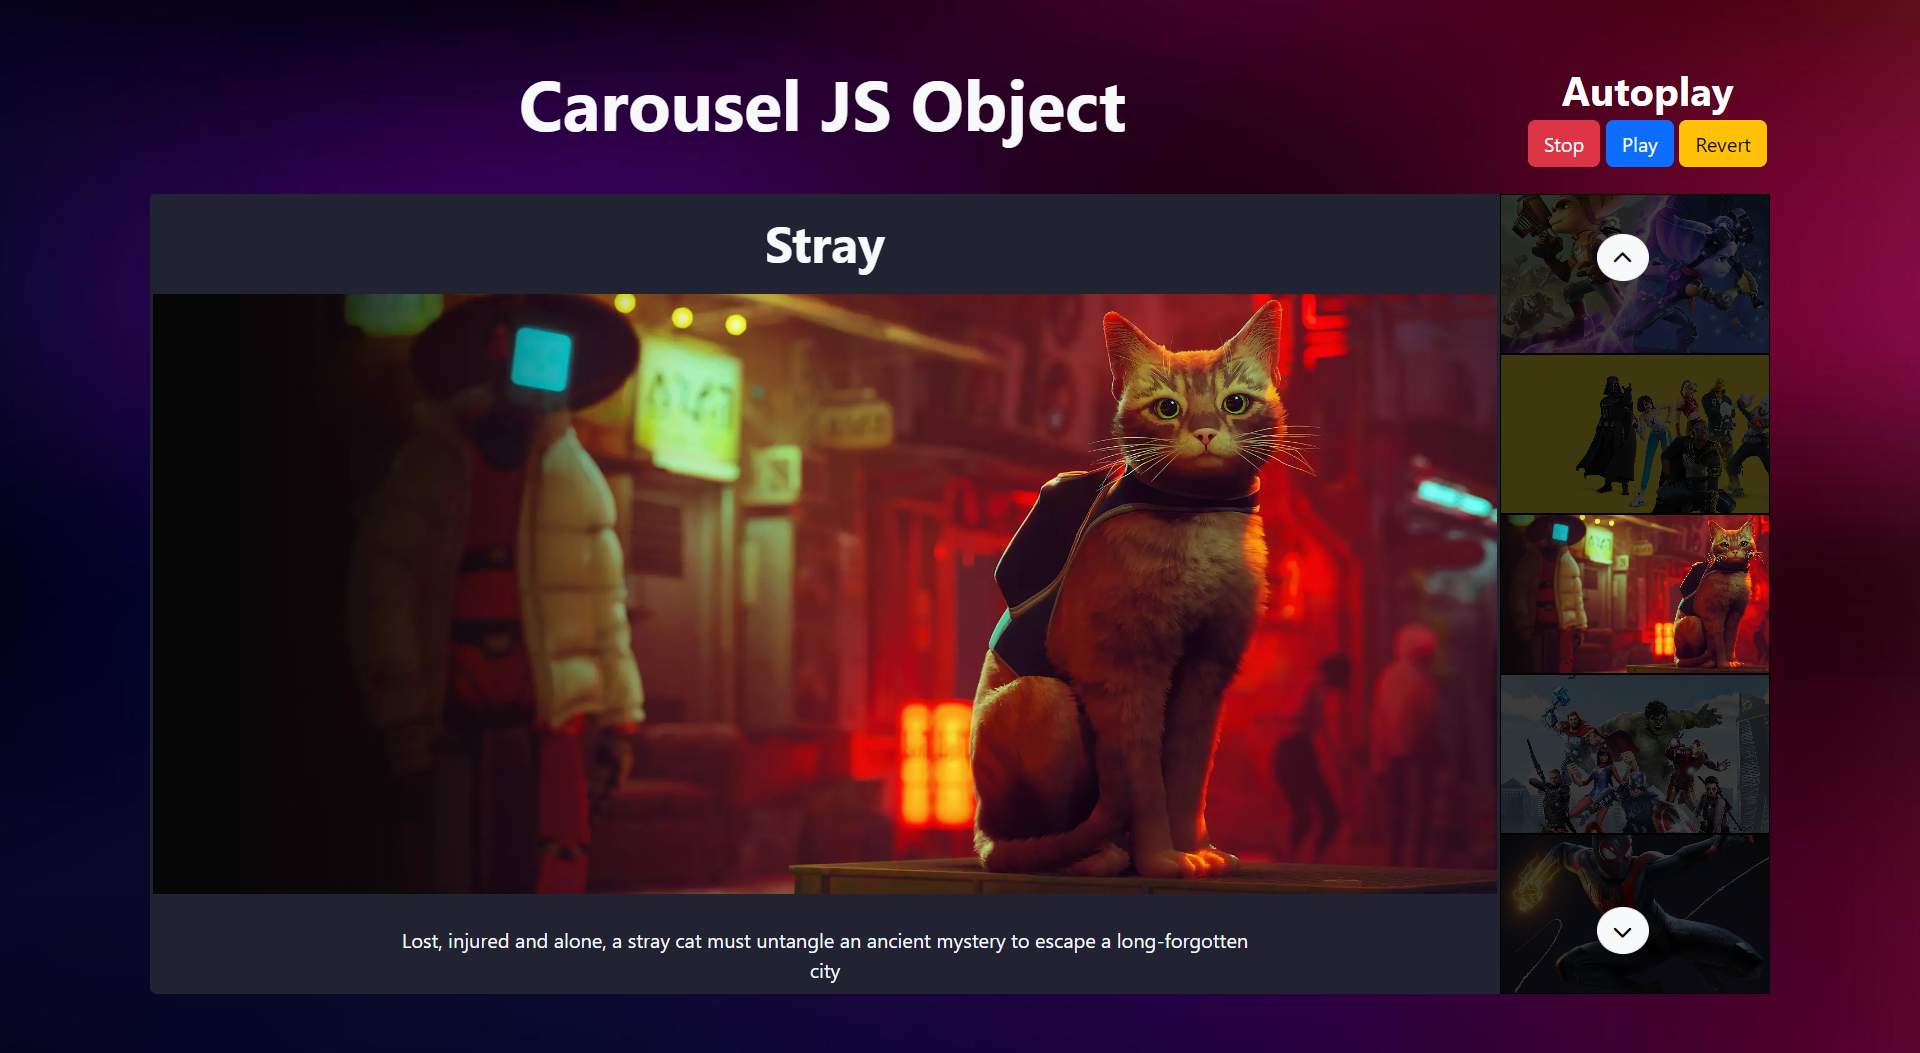 Carousel JS Object
Autoplay
Stop
Play
Revert
Stray
Lost, injured and alone, a stray cat must untangle an ancient mystery to escape a long-forgotten
city